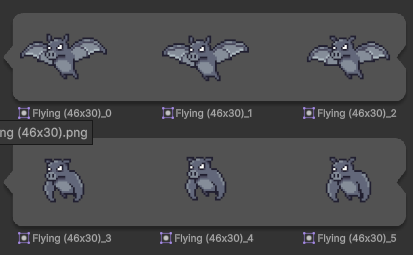 Flying (46x30)_0
Flying (46x30)_1
Flying (46x30)_2
ng (46x30).png
Flying (46x30)_3
Flying (46x30)_4
Flying (46x30)_5